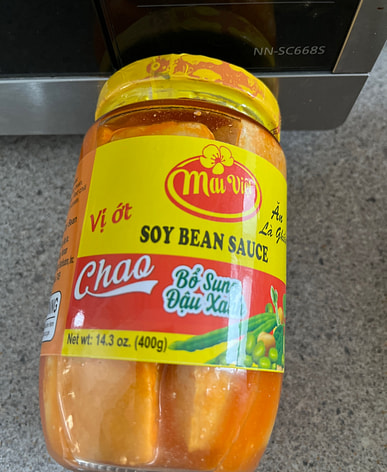 NN-SC668S
Mai Việt
Vị ớt
Ăn
Là Ghi
SOY BEAN SAUCE
Chao
Bổ Sung
Đậu Xanh
Net wt: 14.3 oz. (400g)